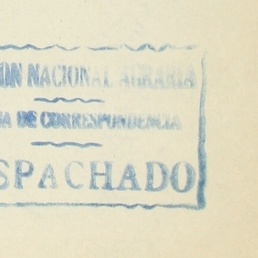 ON NACIONAL AGRARIA
A DE CORRESPONDENCIA
SPACHADO